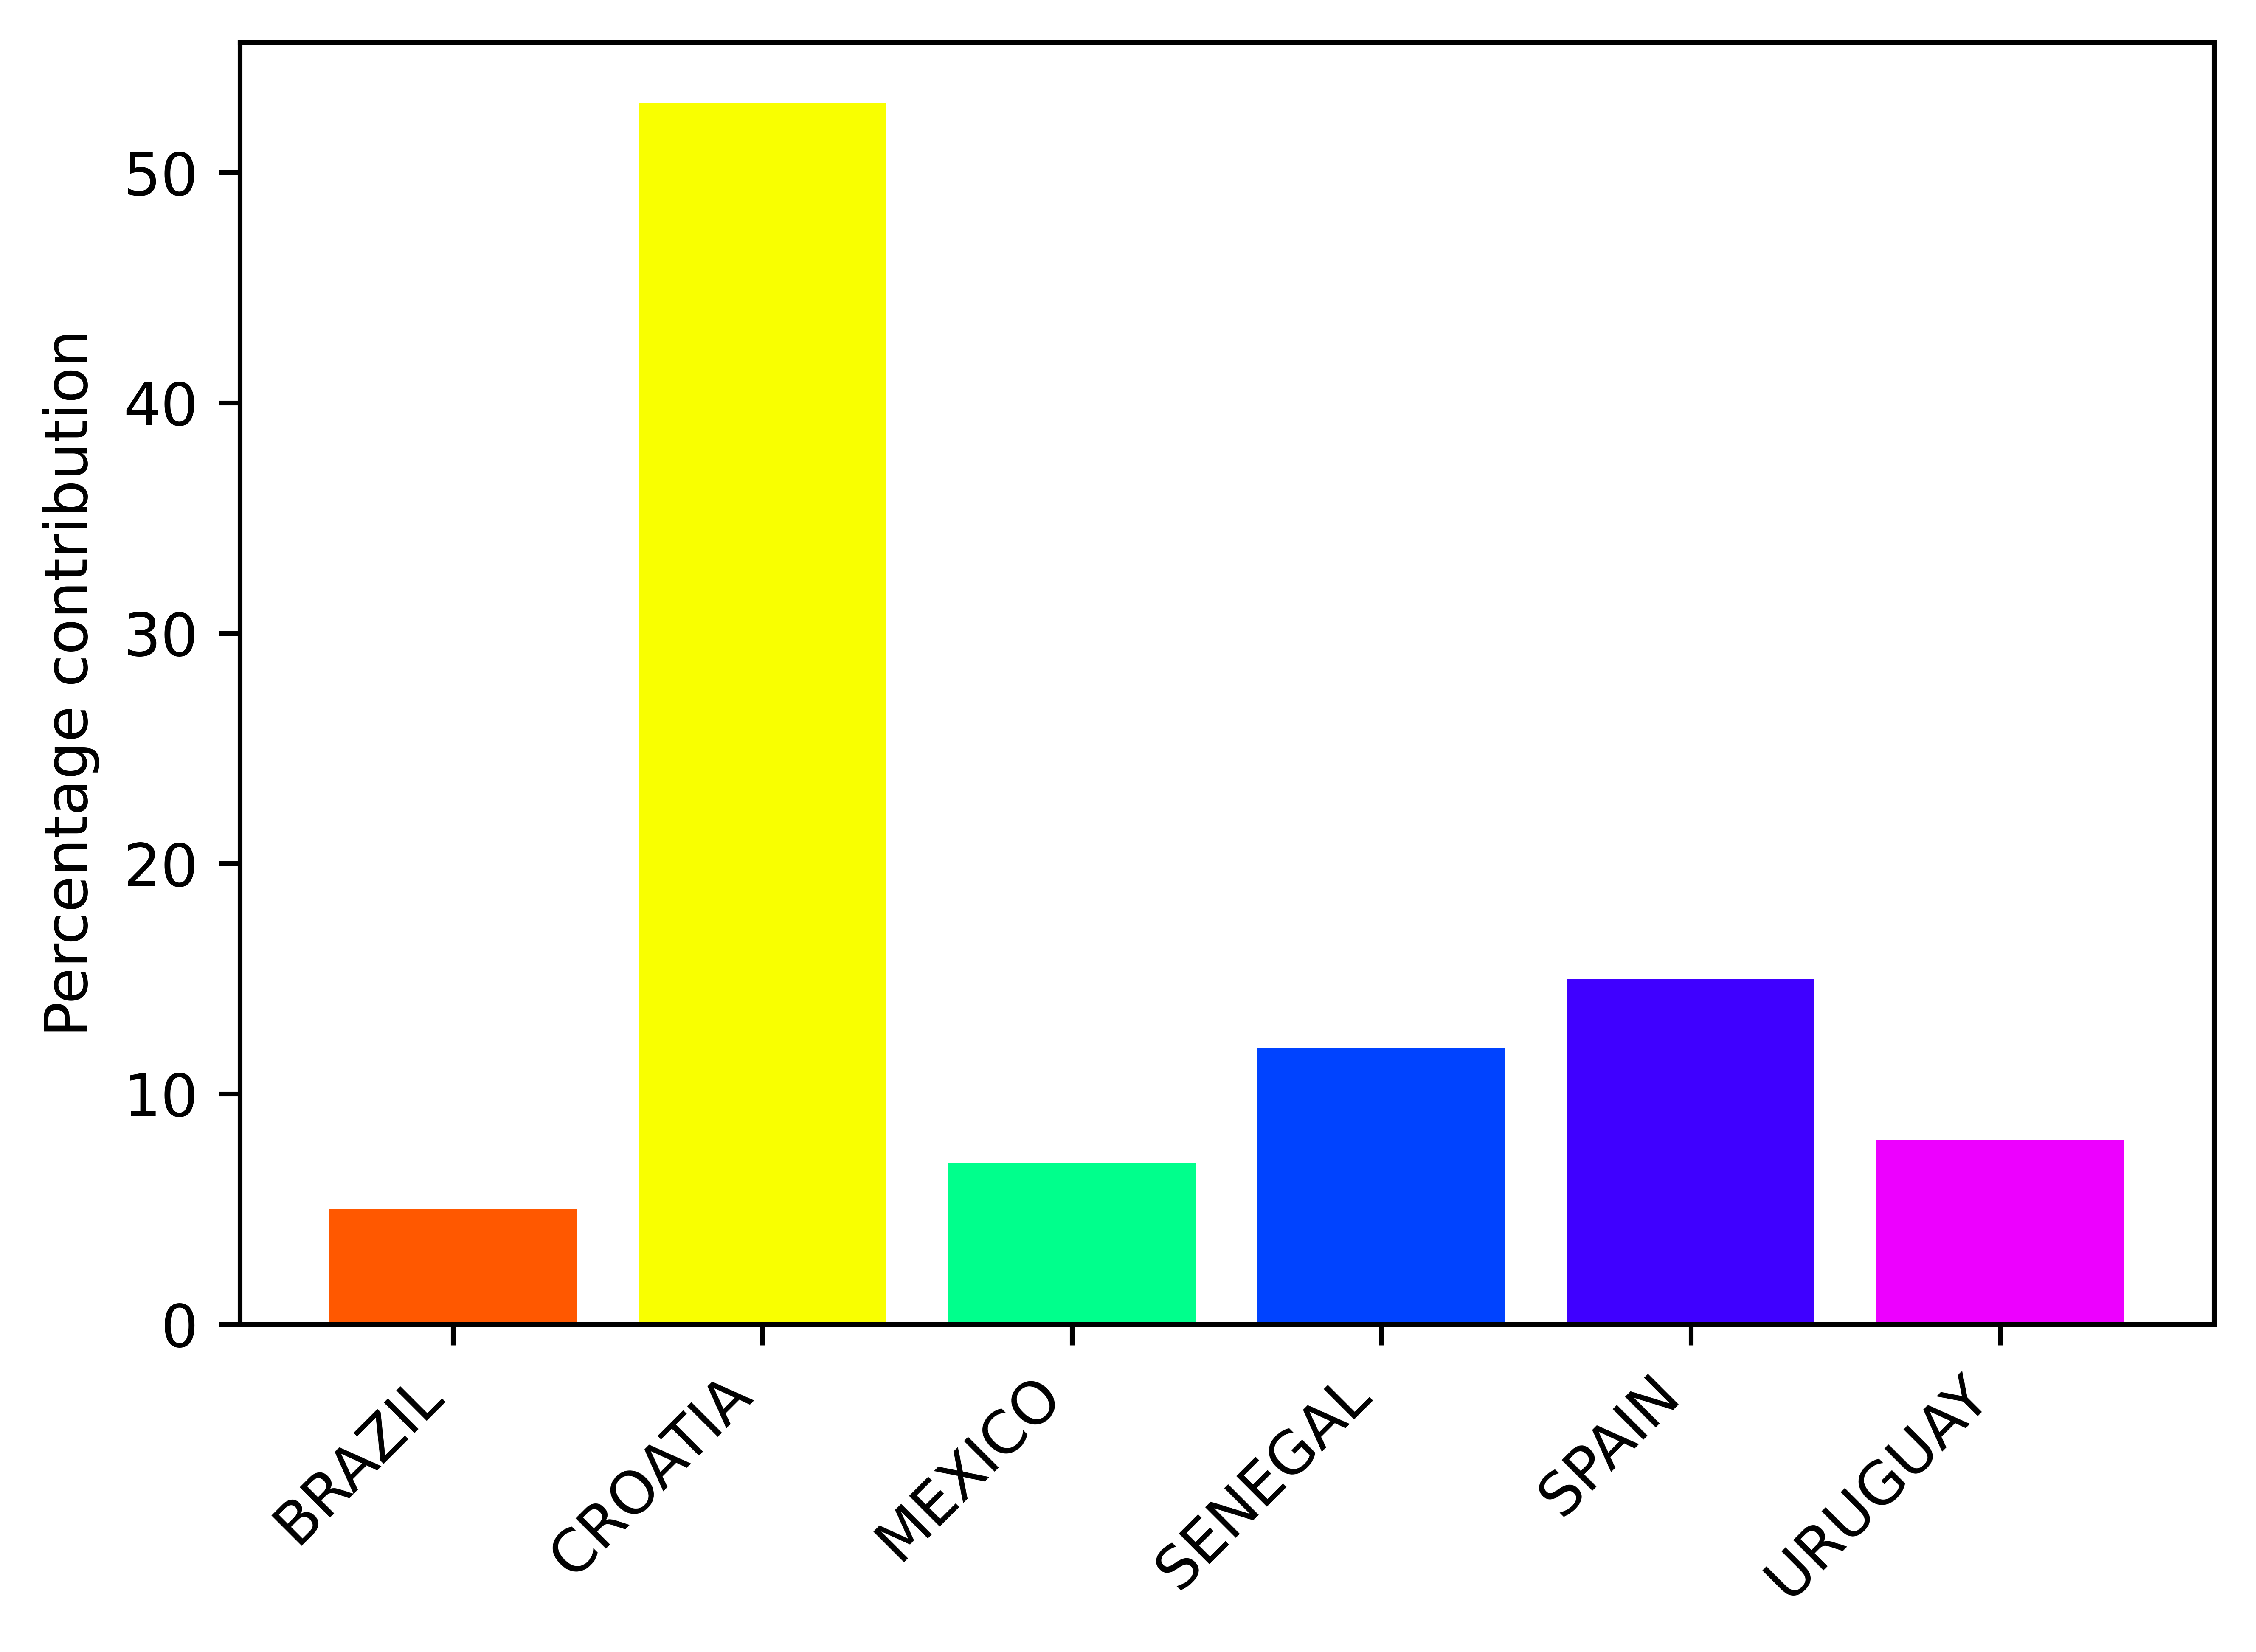 Percentage contribution
50
40
30
20
10
0
BRAZIL
CROATIA
MEXICO
SENEGAL
SPAIN
URUGUAY